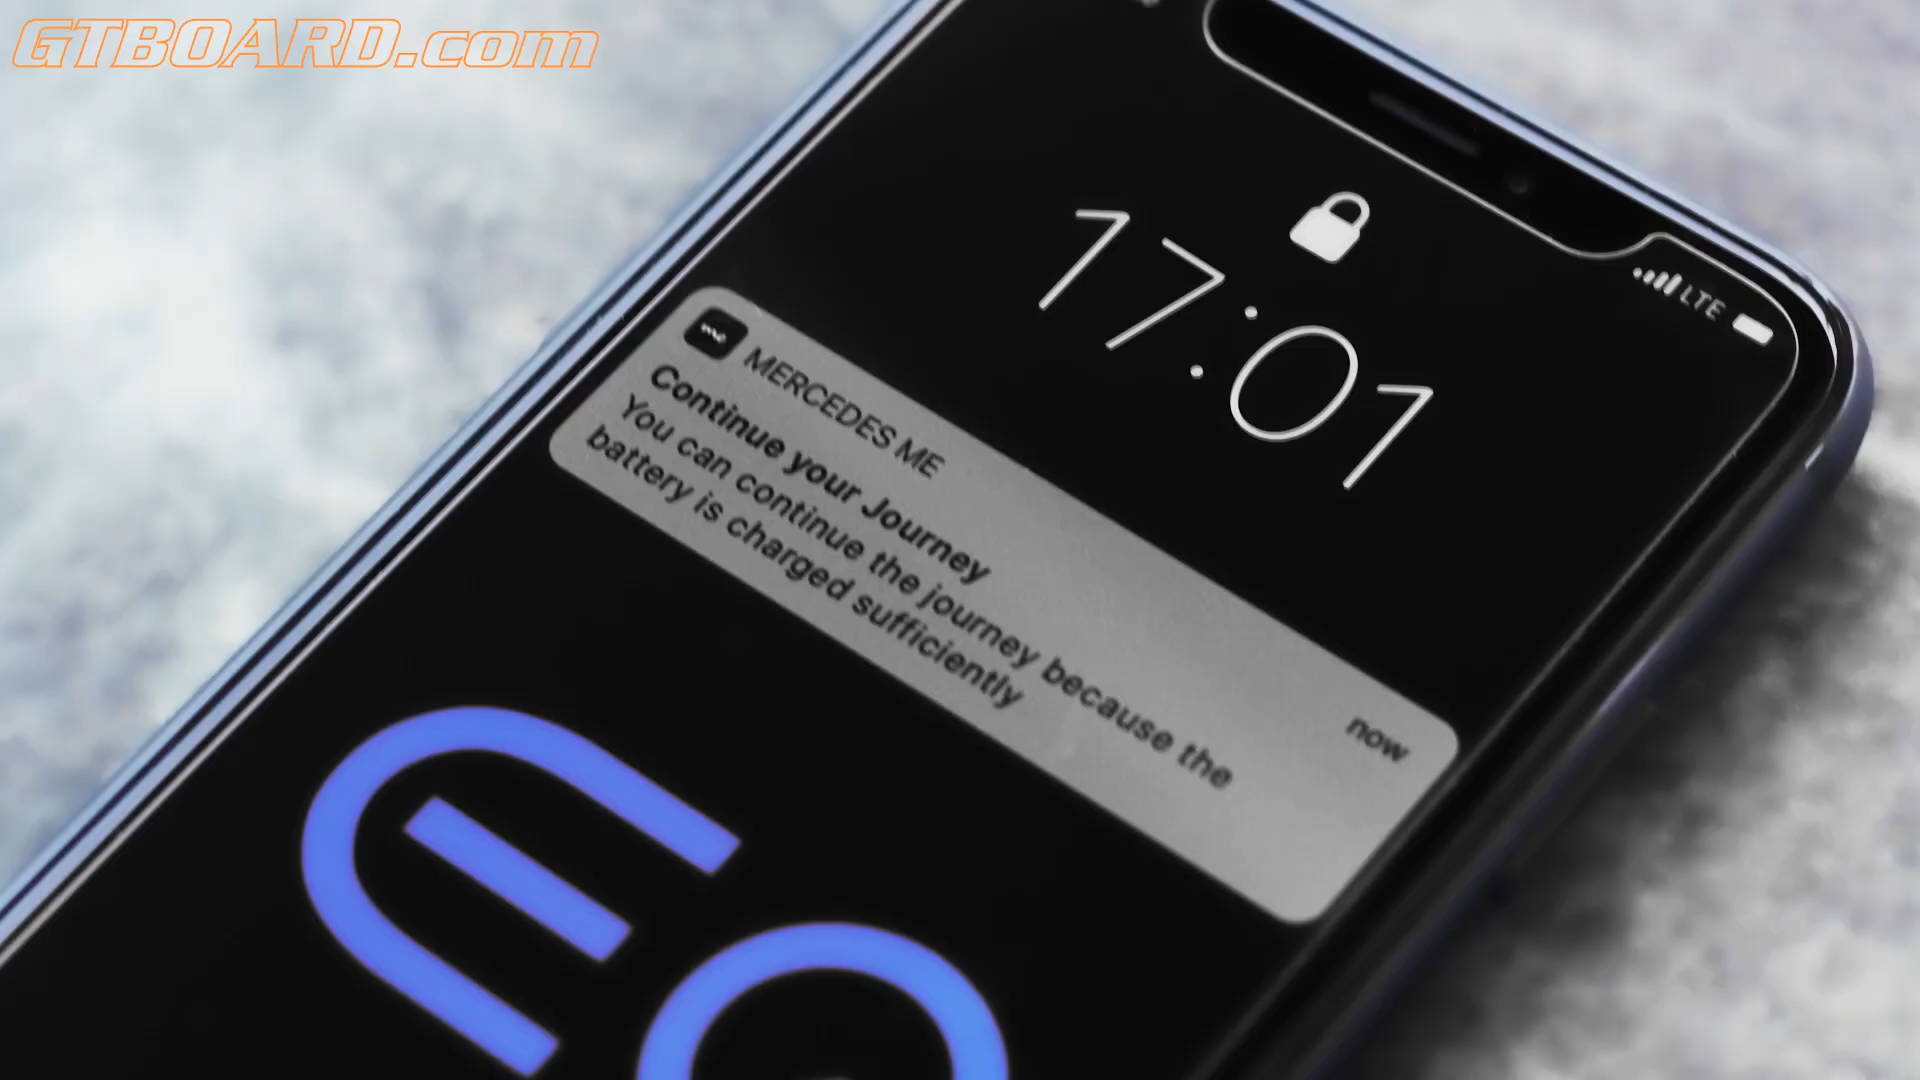 GTBOARD.com
LTE
17:01
MERCEDES ME
now
Continue your Journey
You can continue the journey because the
battery is charged sufficiently
EQ